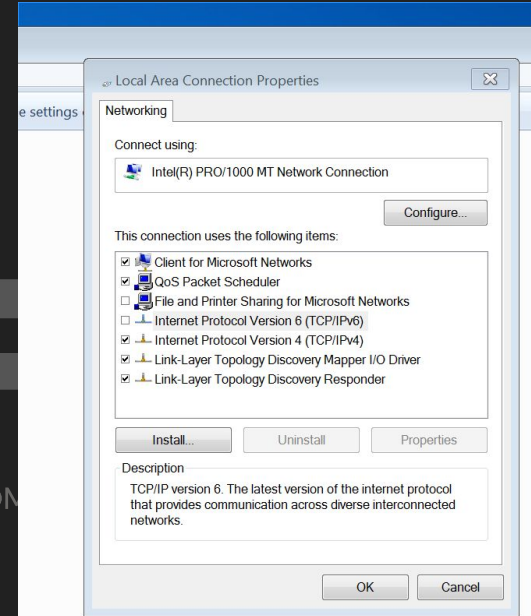 Local Area Connection Properties
e settings
Networking
Connect using:
Intel(R) PRO/1000 MT Network Connection
Configure...
This connection uses the following items:
Client for Microsoft Networks
QoS Packet Scheduler
File and Printer Sharing for Microsoft Networks
Internet Protocol Version 6 (TCP/IPv6)
Internet Protocol Version 4 (TCP/IPv4)
Link-Layer Topology Discovery Mapper I/O Driver
Link-Layer Topology Discovery Responder
Install... Uninstall Properties
Description
TCP/IP version 6. The latest version of the internet protocol
that provides communication across diverse interconnected
networks.
OK Cancel